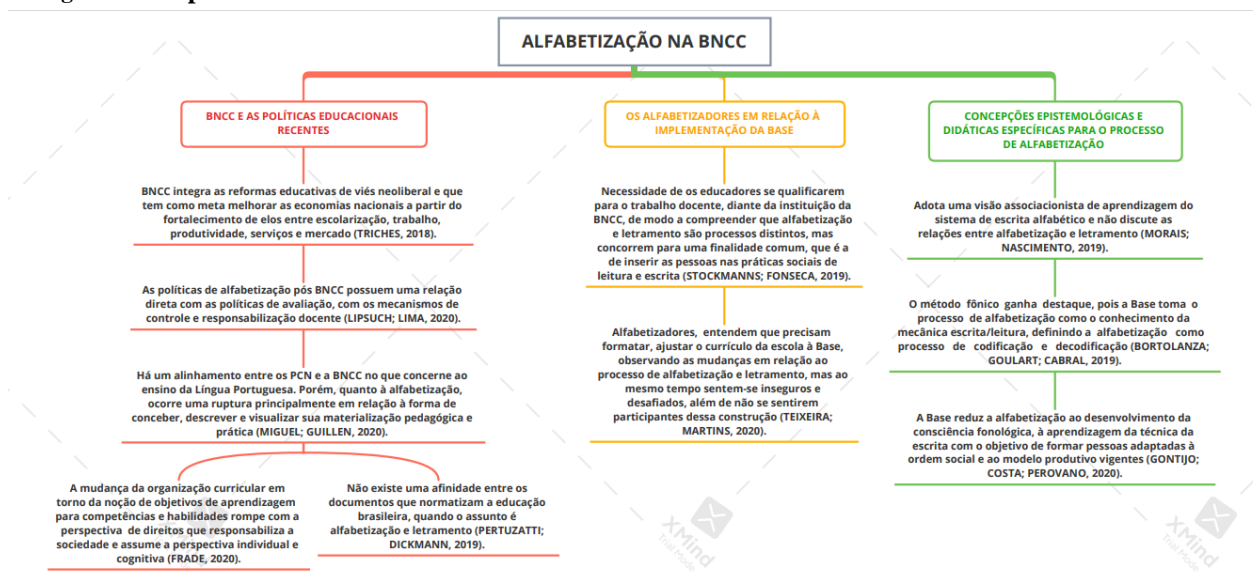 ALFABETIZAÇÃO NA BNCC
BNCC E AS POLÍTICAS EDUCACIONAIS
RECENTES
BNCC integra as reformas educativas de viés neoliberal e que
tem como meta melhorar as economias nacionais a partir do
fortalecimento de elos entre escolarização, trabalho,
produtividade, serviços e mercado (TRICHES, 2018).
As políticas de alfabetização pós BNCC possuem uma relação
direta com as políticas de avaliação, com os mecanismos de
controle e responsabilização docente (LIPSUCH; LIMA, 2020).
Há um alinhamento entre os PCN e a BNCC no que concerne ao
ensino da Língua Portuguesa. Porém, quanto à alfabetização,
ocorre uma ruptura principalmente em relação à forma de
conceber, descrever e visualizar sua materialização pedagógica e
prática (MIGUEL; GUILLEN, 2020).
A mudança da organização curricular em
torno da noção de objetivos de aprendizagem
para competências e habilidades rompe com a
perspectiva de direitos que responsabiliza a
sociedade e assume a perspectiva individual e
cognitiva (FRADE, 2020).
Não existe uma afinidade entre os
documentos que normatizam a educação
brasileira, quando o assunto é
alfabetização e letramento (PERTUZATTI;
DICKMANN, 2019).
OS ALFABETIZADORES EM RELAÇÃO À
IMPLEMENTAÇÃO DA BASE
Necessidade de os educadores se qualificarem
para o trabalho docente, diante da instituição da
BNCC, de modo a compreender que alfabetização
e letramento são processos distintos, mas
concorrem para uma finalidade comum, que é a
de inserir as pessoas nas práticas sociais de
leitura e escrita (STOCKMANNS; FONSECA, 2019).
Alfabetizadores, entendem que precisam
formatar, ajustar o currículo da escola à Base,
observando as mudanças em relação ao
processo de alfabetização e letramento, mas ao
mesmo tempo sentem-se inseguros e
desafiados, além de não se sentirem
participantes dessa construção (TEIXEIRA;
MARTINS, 2020).
CONCEPÇÕES EPISTEMOLÓGICAS E
DIDÁTICAS ESPECÍFICAS PARA O PROCESSO
DE ALFABETIZAÇÃO
Adota uma visão associacionista de aprendizagem do
sistema de escrita alfabético e não discute as
relações entre alfabetização e letramento (MORAIS;
NASCIMENTO, 2019).
O método fônico ganha destaque, pois a Base toma o
processo de alfabetização como o conhecimento da
mecânica escrita/leitura, definindo a alfabetização como
processo de codificação e decodificação (BORTOLANZA;
GOULART; CABRAL, 2019).
A Base reduz a alfabetização ao desenvolvimento da
consciência fonológica, à aprendizagem da técnica da
escrita com o objetivo de formar pessoas adaptadas à
ordem social e ao modelo produtivo vigentes (GONTIJO;
COSTA; PEROVANO, 2020).
XMind
Trial Mode
XMind
Trial Mode